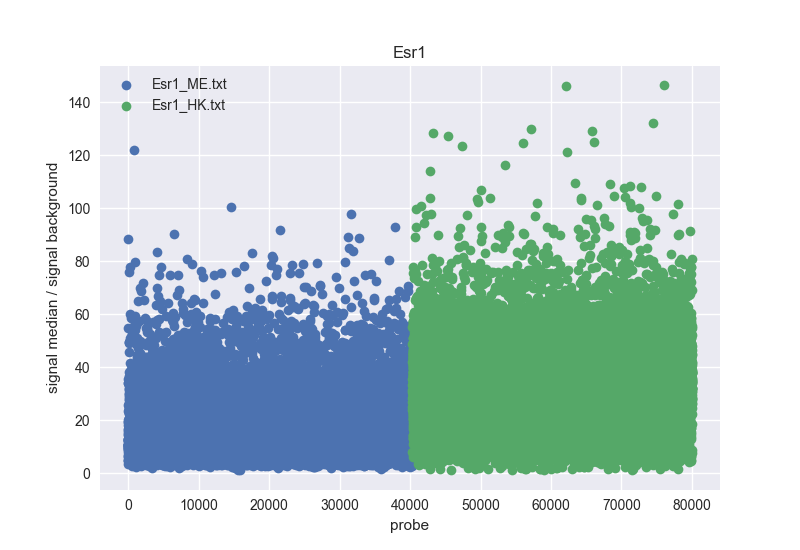 Esr1
Esr1_ME.txt
Esr1_HK.txt
signal median / signal background
140
120
100
80
60
40
20
0
0 10000 20000 30000 40000 50000 60000 70000 80000
probe